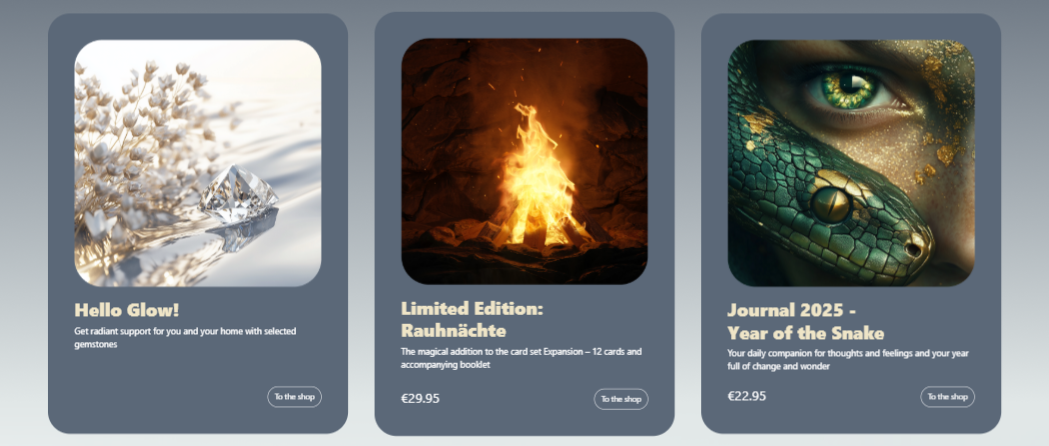 Hello Glow!
Get radiant support for you and your home with selected
gemstones
To the shop
Limited Edition:
Rauhnächte
The magical addition to the card set Expansion – 12 cards and
accompanying booklet
€29.95
To the shop
Journal 2025 -
Year of the Snake
Your daily companion for thoughts and feelings and your year
full of change and wonder
€22.95
To the shop